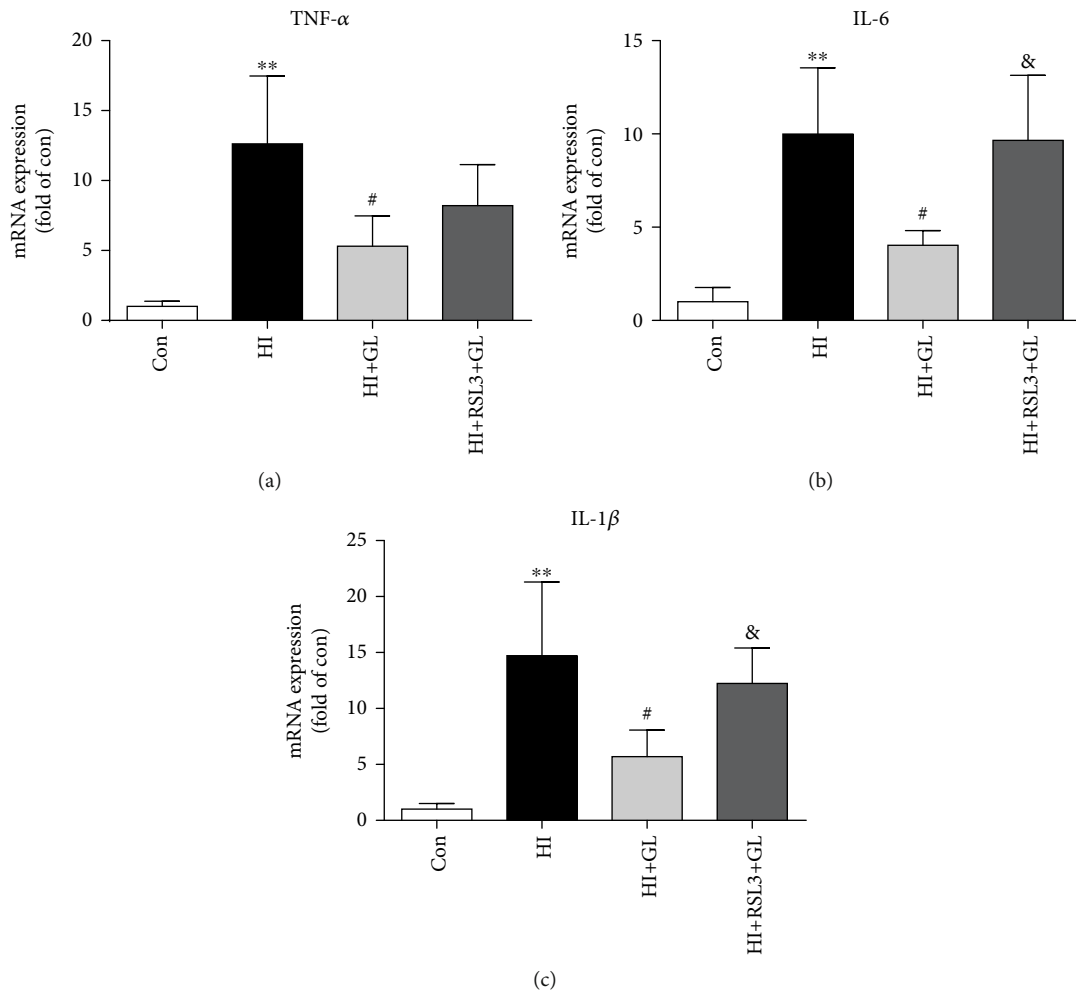 TNF-α
mRNA expression
(fold of con)
20
15
10
5
0
**
#
Con
HI
HI+GL
HI+RSL3+GL
(a)
IL-6
mRNA expression
(fold of con)
15
10
5
0
**
#
&
Con
HI
HI+GL
HI+RSL3+GL
(b)
IL-1β
mRNA expression
(fold of con)
25
20
15
10
5
0
**
#
&
Con
HI
HI+GL
HI+RSL3+GL
(c)